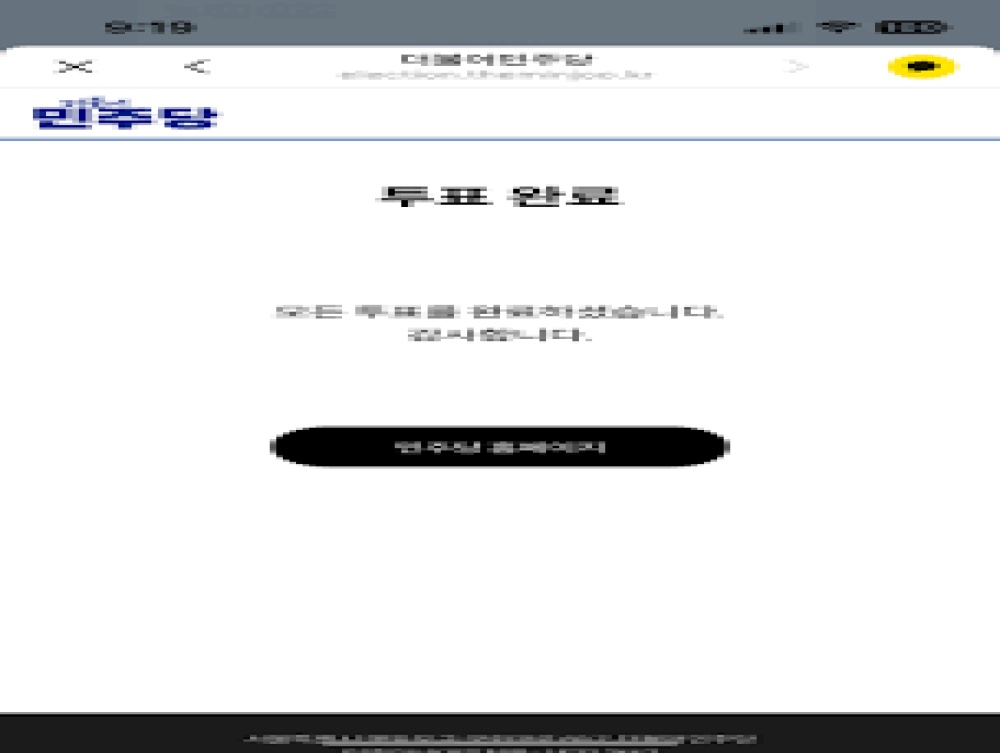 9:19
더불어민주당
election.theminjoo.kr
더불어
민주당
투표 완료
모든 투표를 완료하셨습니다.
감사합니다.
민주당 홈페이지